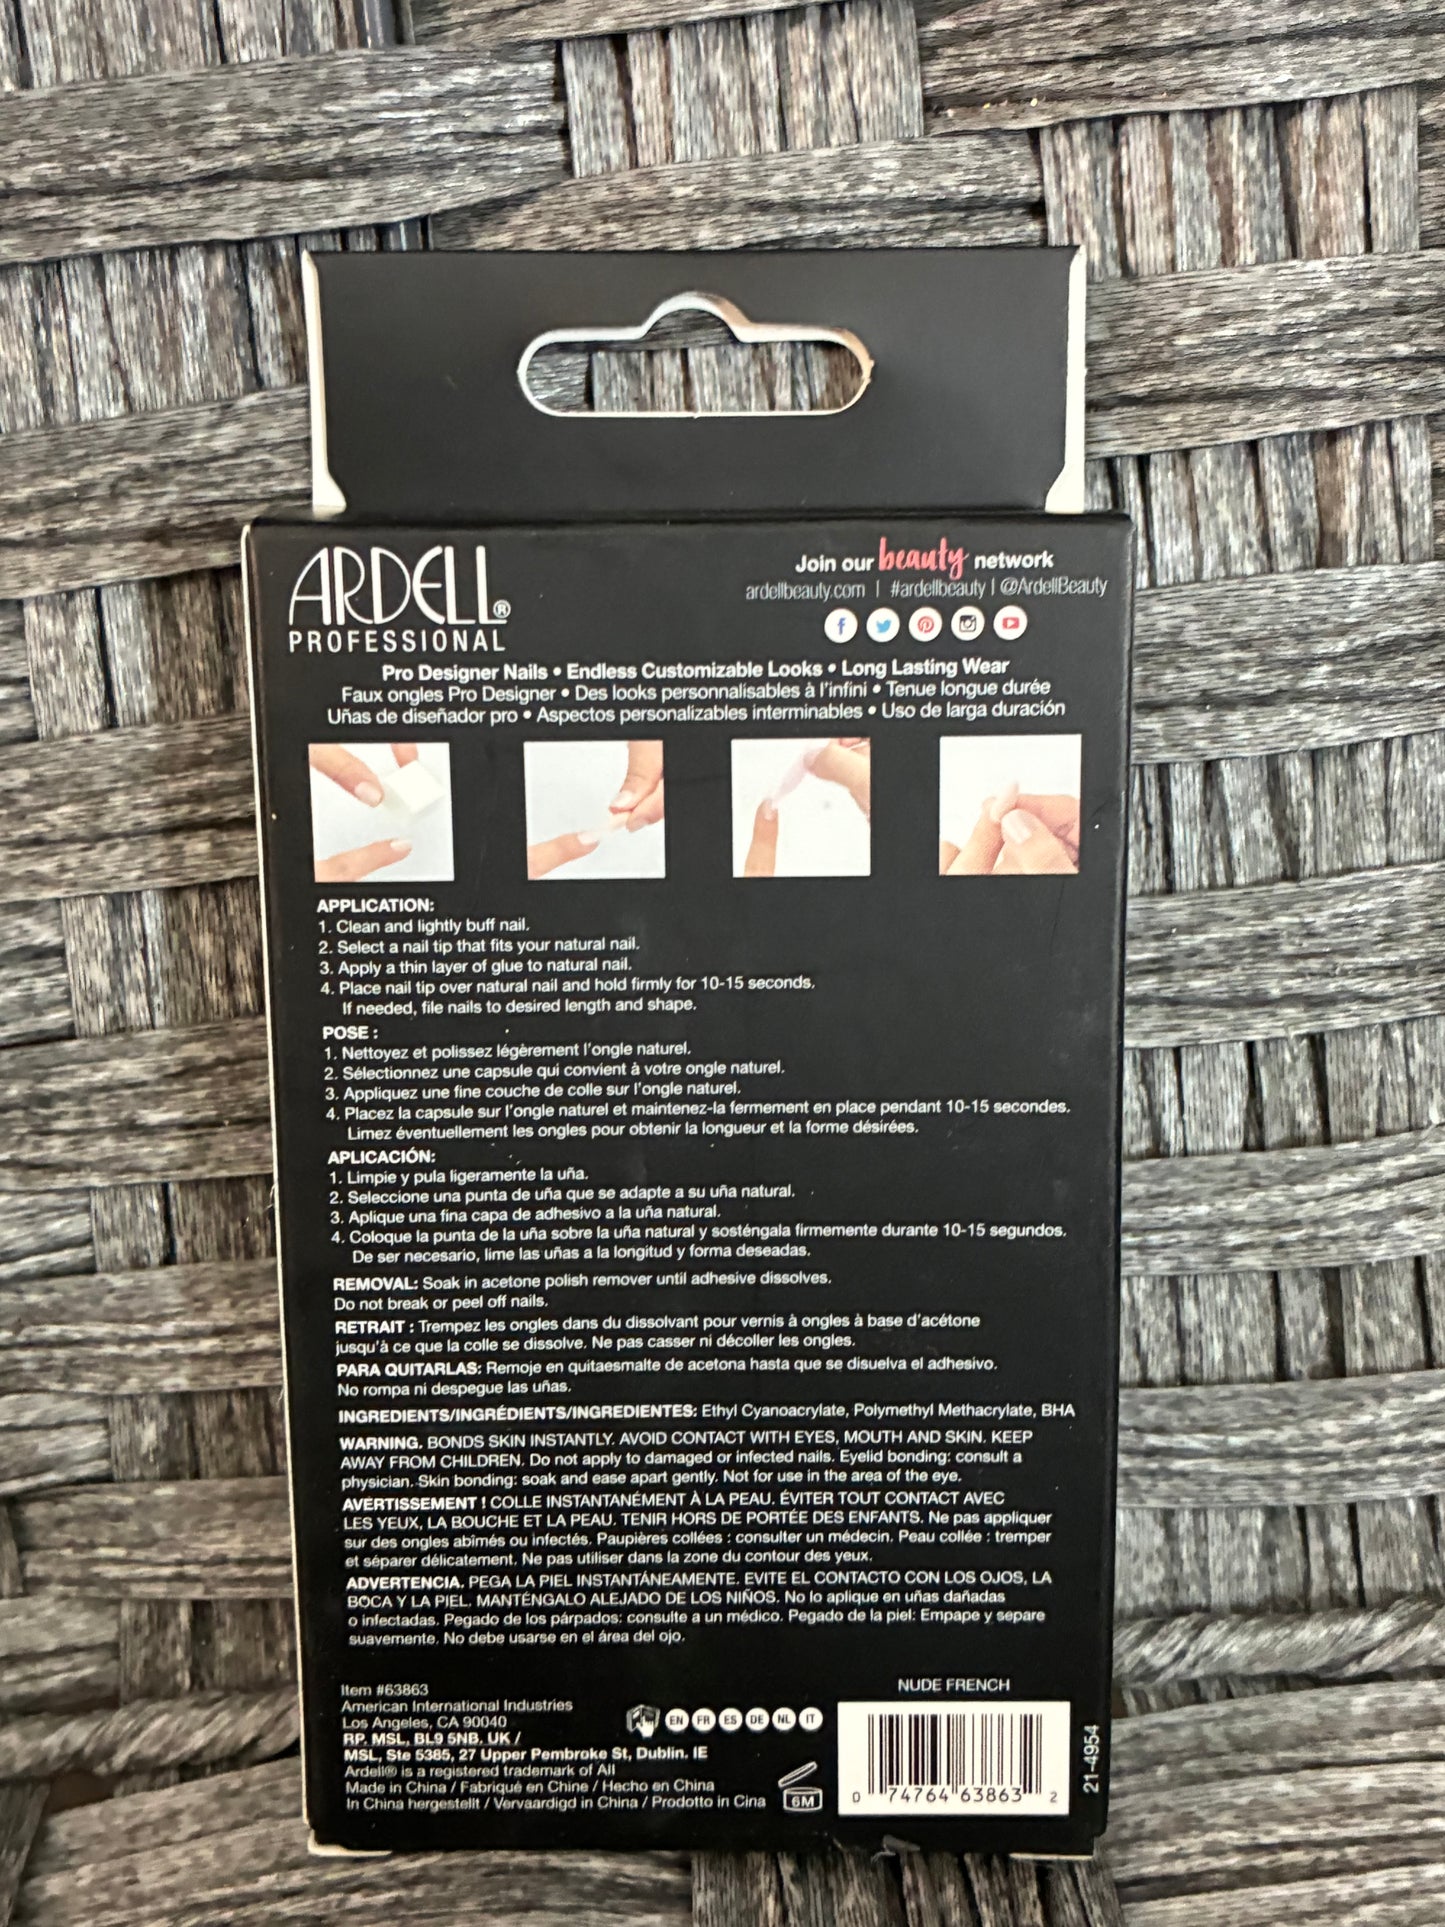 ARDELL®
PROFESSIONAL
Join our beauty network
ardellbeauty.com | #ardellbeauty | @ArdellBeauty
Pro Designer Nails • Endless Customizable Looks • Long Lasting Wear
Faux ongles Pro Designer • Des looks personnalisables à l'infini • Tenue longue durée
Uñas de diseñador pro • Aspectos personalizables interminables • Uso de larga duración
APPLICATION:
1. Clean and lightly buff nail.
2. Select a nail tip that fits your natural nail.
3. Apply a thin layer of glue to natural nail.
4. Place nail tip over natural nail and hold firmly for 10-15 seconds.
If needed, file nails to desired length and shape.
POSE :
1. Nettoyez et polissez légèrement l'ongle naturel.
2. Sélectionnez une capsule qui convient à votre ongle naturel.
3. Appliquez une fine couche de colle sur l'ongle naturel.
4. Placez la capsule sur l'ongle naturel et maintenez-la fermement en place pendant 10-15 secondes.
Limez éventuellement les ongles pour obtenir la longueur et la forme désirées.
APLICACIÓN:
1. Limpie y pula ligeramente la uña.
2. Seleccione una punta de uña que se adapte a su uña natural.
3. Aplique una fina capa de adhesivo a la uña natural.
4. Coloque la punta de la uña sobre la uña natural y sosténgala firmemente durante 10-15 segundos.
De ser necesario, lime las uñas a la longitud y forma deseadas.
REMOVAL: Soak in acetone polish remover until adhesive dissolves.
Do not break or peel off nails.
RETRAIT : Trempez les ongles dans du dissolvant pour vernis à ongles à base d'acétone
jusqu'à ce que la colle se dissolve. Ne pas casser ni décoller les ongles.
PARA QUITARLAS: Remoje en quitaesmalte de acetona hasta que se disuelva el adhesivo.
No rompa ni despegue las uñas.
INGREDIENTS/INGRÉDIENTS/INGREDIENTES: Ethyl Cyanoacrylate, Polymethyl Methacrylate, BHA
WARNING. BONDS SKIN INSTANTLY. AVOID CONTACT WITH EYES, MOUTH AND SKIN. KEEP
AWAY FROM CHILDREN. Do not apply to damaged or infected nails. Eyelid bonding: consult a
physician. Skin bonding: soak and ease apart gently. Not for use in the area of the eye.
AVERTISSEMENT ! COLLE INSTANTANÉMENT À LA PEAU. ÉVITER TOUT CONTACT AVEC
LES YEUX, LA BOUCHE ET LA PEAU. TENIR HORS DE PORTÉE DES ENFANTS. Ne pas appliquer
sur des ongles abîmés ou infectés. Paupières collées : consulter un médecin. Peau collée : tremper
et séparer délicatement. Ne pas utiliser dans la zone du contour des yeux.
ADVERTENCIA. PEGA LA PIEL INSTANTÁNEAMENTE. EVITE EL CONTACTO CON LOS OJOS, LA
BOCA Y LA PIEL. MANTÉNGALO ALEJADO DE LOS NIÑOS. No lo aplique en uñas dañadas
o infectadas. Pegado de los párpados: consulte a un médico. Pegado de la piel: Empape y separe
suavemente. No debe usarse en el área del ojo.
Item #63863
American International Industries
Los Angeles, CA 90040
RP. MSL, BL9 5NB. UK /
MSL, Ste 5385, 27 Upper Pembroke St, Dublin. IE
Ardell® is a registered trademark of AII
Made in China / Fabriqué en Chine / Hecho en China
In China hergestellt / Vervaardigd in China / Prodotto in Cina
EN FR ES DE NL IT
6M
NUDE FRENCH
0 74764 63863 2
21-4954